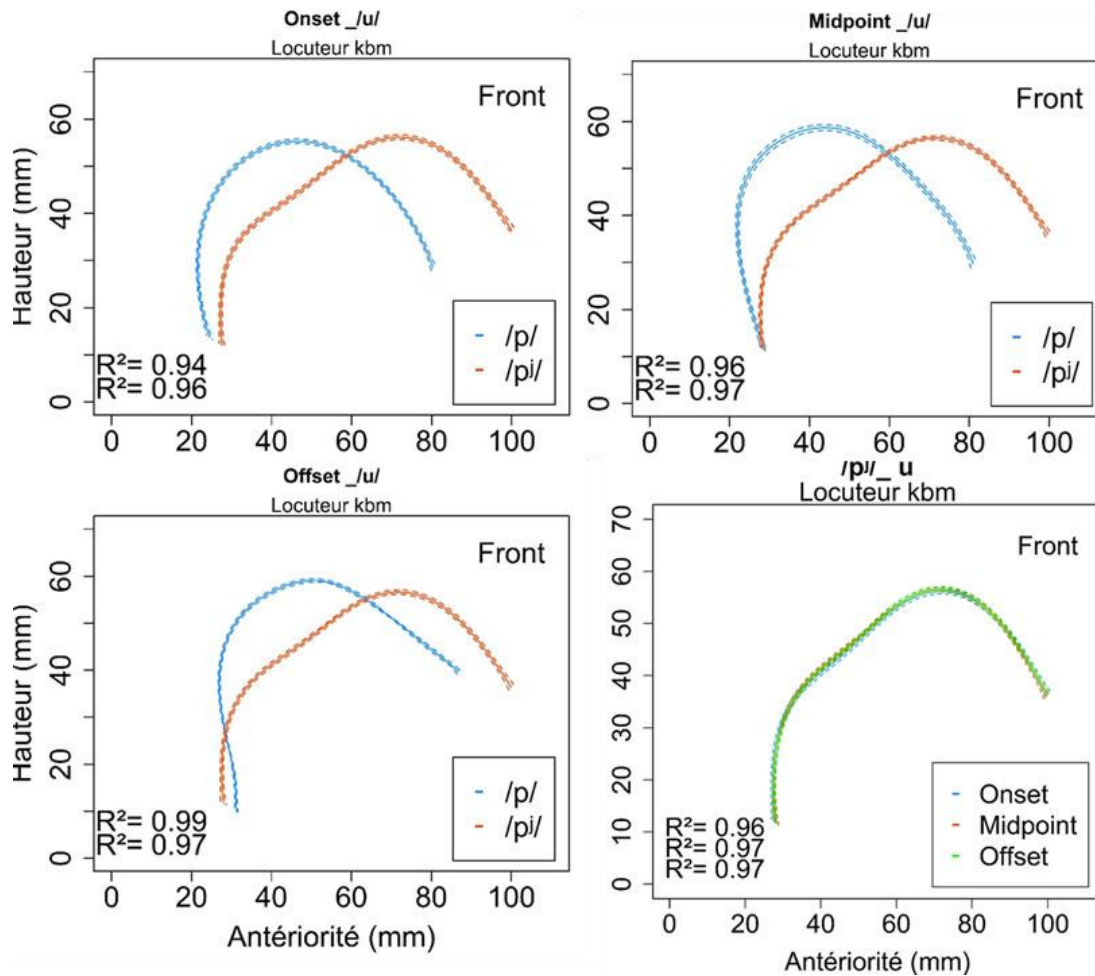 Onset _/u/
Locuteur kbm
Front
Hauteur (mm)
60
40
20
0
R²= 0.94
R²= 0.96
/p/
/pʲ/
0 20 40 60 80 100
Midpoint _/u/
Locuteur kbm
Front
60
40
20
0
R²= 0.96
R²= 0.97
/p/
/pʲ/
0 20 40 60 80 100
Offset _/u/
Locuteur kbm
Front
Hauteur (mm)
60
40
20
0
R²= 0.99
R²= 0.97
/p/
/pʲ/
0 20 40 60 80 100
Antériorité (mm)
/pʲ/_ u
Locuteur kbm
Front
70
60
50
40
30
20
10
0
R²= 0.96
R²= 0.97
R²= 0.97
Onset
Midpoint
Offset
0 20 40 60 80 100
Antériorité (mm)